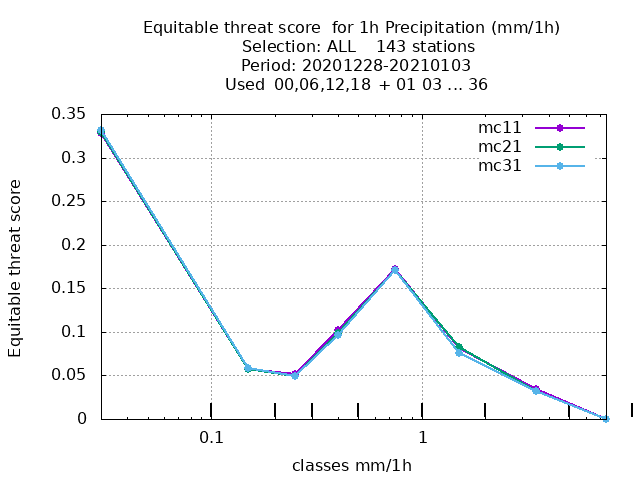 Equitable threat score  for 1h Precipitation (mm/1h)
Selection: ALL    143 stations
Period: 20201228-20210103
Used  00,06,12,18  + 01 03 ... 36
0.35
0.3
0.25
0.2
0.15
0.1
0.05
0
Equitable threat score
mc11
mc21
mc31
0.1
1
classes mm/1h